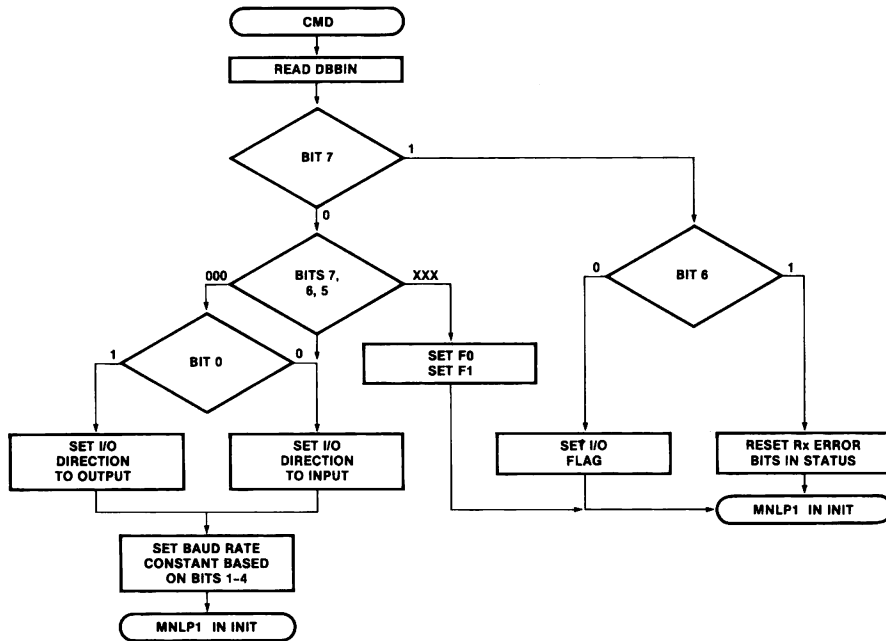 CMD
READ DBBIN
BIT 7
1
0
BITS 7,
6, 5
000
XXX
BIT 6
0
1
BIT 0
1
0
SET F0
SET F1
SET I/O
DIRECTION
TO OUTPUT
SET I/O
DIRECTION
TO INPUT
SET I/O
FLAG
RESET Rx ERROR
BITS IN STATUS
MNLP1 IN INIT
SET BAUD RATE
CONSTANT BASED
ON BITS 1–4
MNLP1 IN INIT